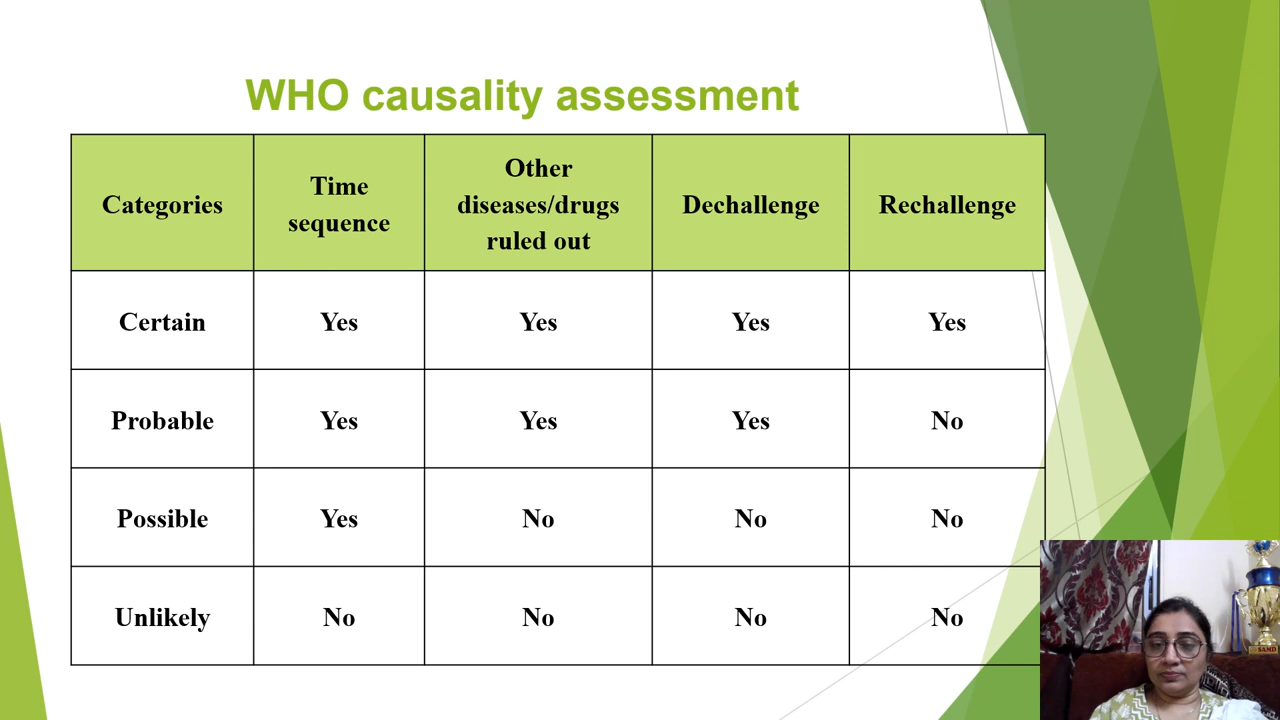 WHO causality assessment
Categories
Time
sequence
Other
diseases/drugs
ruled out
Dechallenge
Rechallenge
Certain
Yes
Yes
Yes
Yes
Probable
Yes
Yes
Yes
No
Possible
Yes
No
No
No
Unlikely
No
No
No
No
SAMD